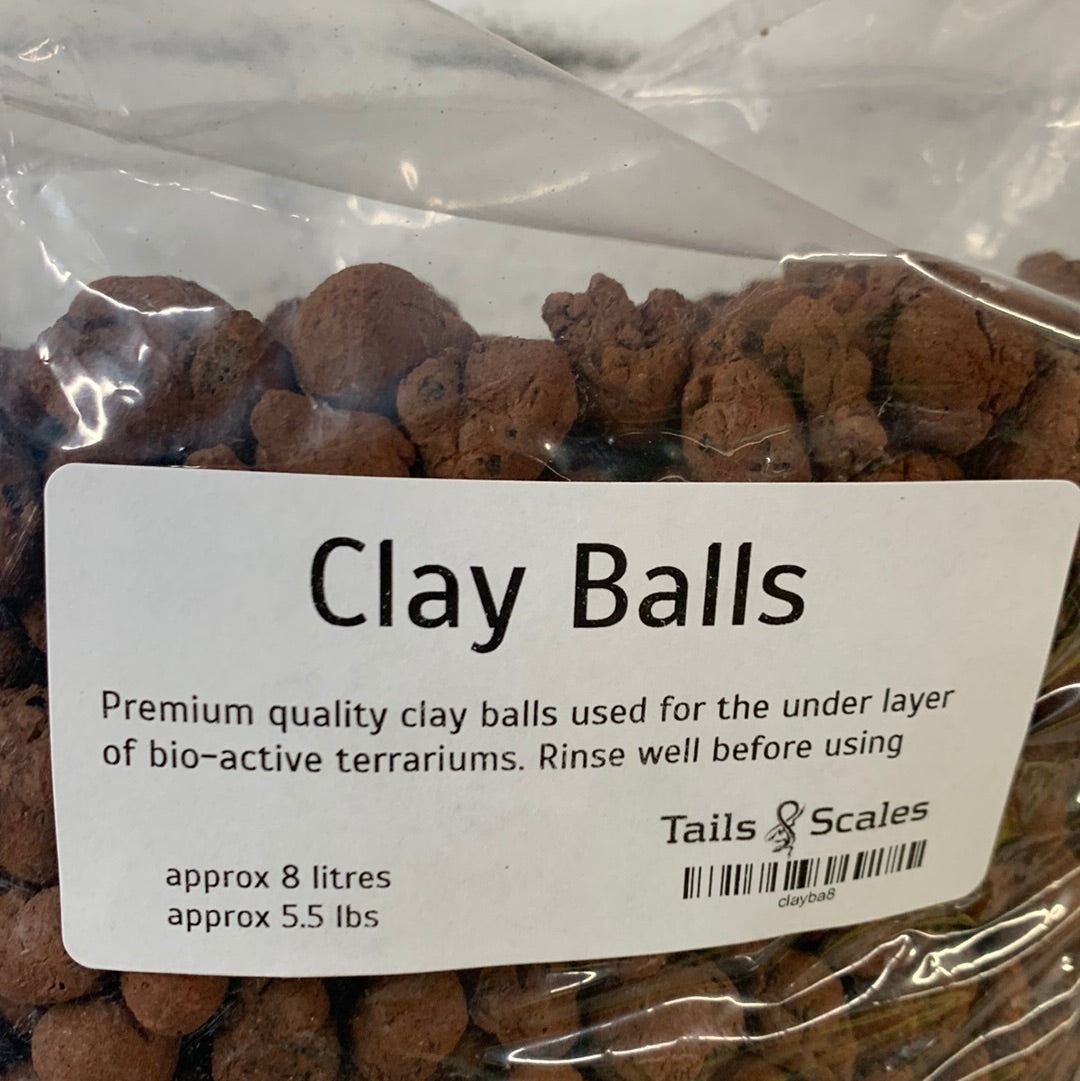 Clay Balls
Premium quality clay balls used for the under layer
of bio-active terrariums. Rinse well before using
Tails & Scales
clayba8
approx 8 litres
approx 5.5 lbs